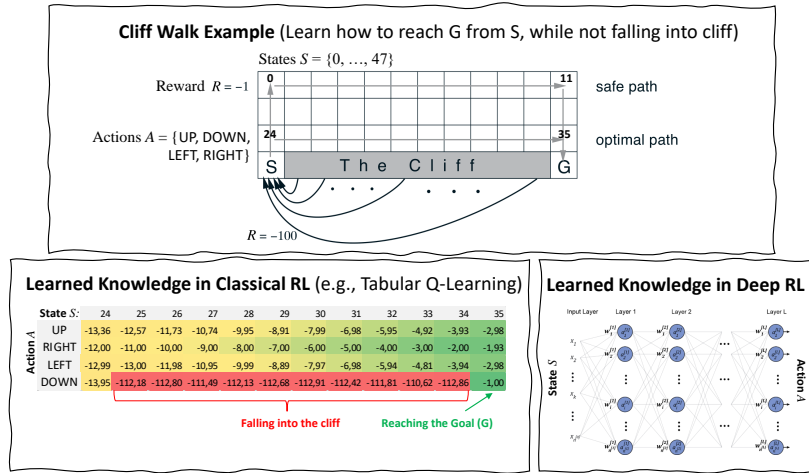 Cliff Walk Example (Learn how to reach G from S, while not falling into cliff)
States S = {0, …, 47}
Reward R = −1
0
11
safe path
Actions A = {UP, DOWN,
LEFT, RIGHT}
24
35
optimal path
S
The Cliff
G
R = −100
Learned Knowledge in Classical RL (e.g., Tabular Q-Learning)
State S: 24 25 26 27 28 29 30 31 32 33 34 35
Action A
UP -13,36 -12,57 -11,73 -10,74 -9,95 -8,91 -7,99 -6,98 -5,95 -4,92 -3,93 -2,98
RIGHT -12,00 -11,00 -10,00 -9,00 -8,00 -7,00 -6,00 -5,00 -4,00 -3,00 -2,00 -1,93
LEFT -12,99 -13,00 -11,98 -10,95 -9,99 -8,89 -7,97 -6,98 -5,94 -4,81 -3,94 -2,98
DOWN -13,95 -112,18 -112,80 -111,49 -112,13 -112,68 -112,91 -112,42 -111,81 -110,62 -112,86 -1,00
Falling into the cliff
Reaching the Goal (G)
Learned Knowledge in Deep RL
Input Layer Layer 1 Layer 2 Layer L
State S
Action A